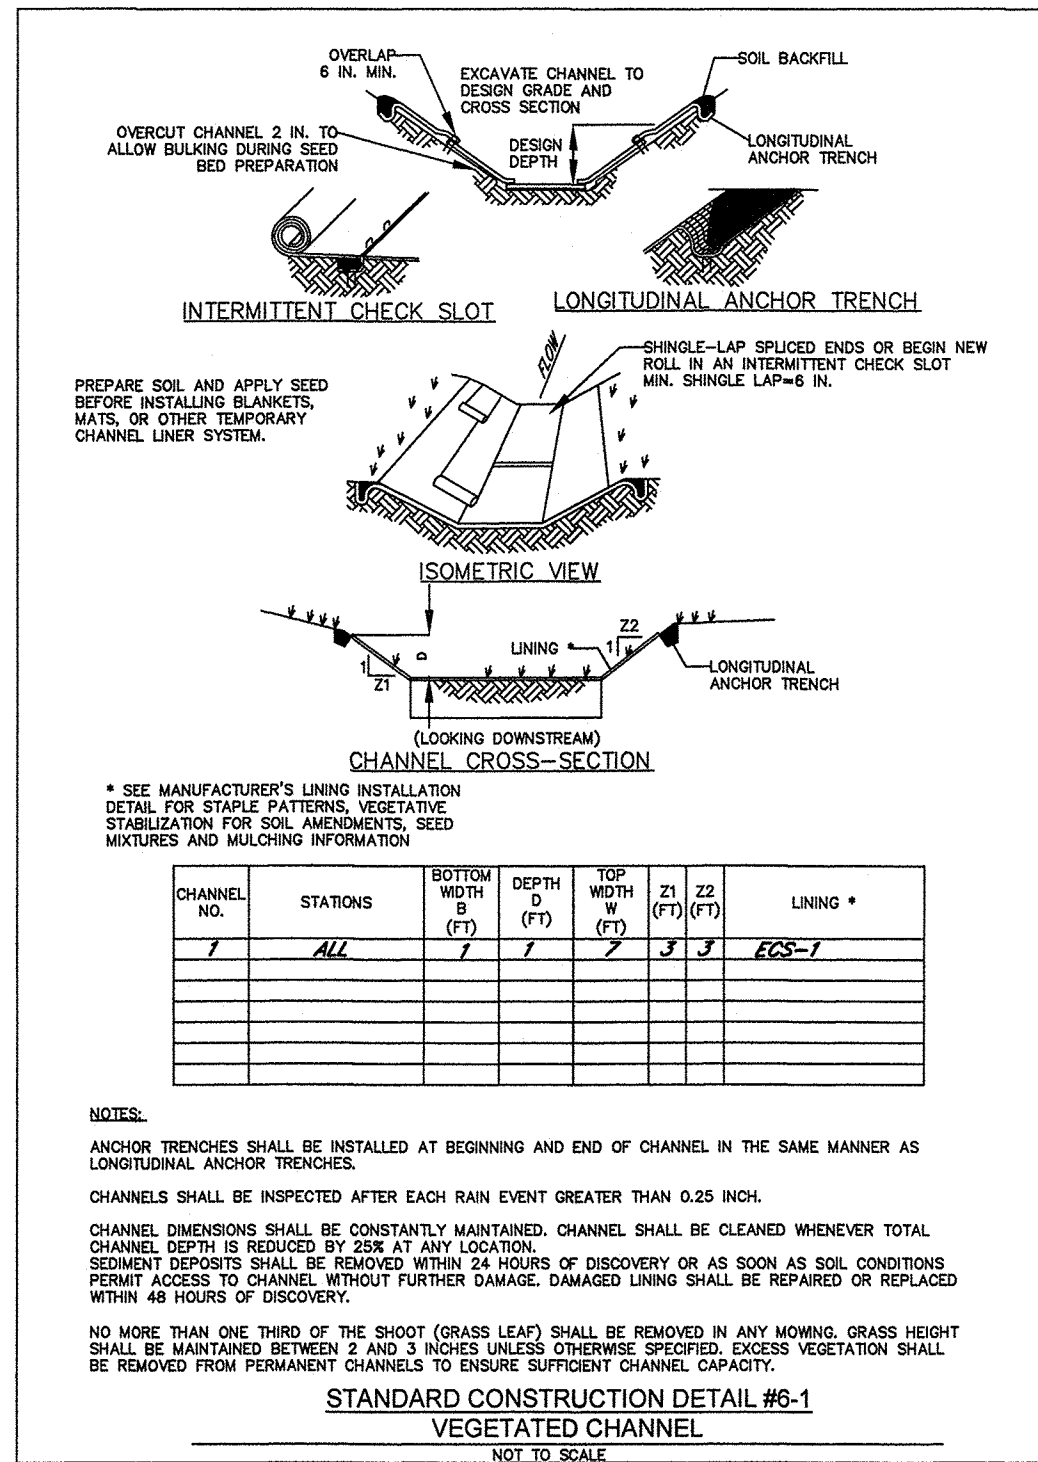 OVERLAP
6 IN. MIN.
EXCAVATE CHANNEL TO
DESIGN GRADE AND
CROSS SECTION
SOIL BACKFILL
OVERCUT CHANNEL 2 IN. TO
ALLOW BULKING DURING SEED
BED PREPARATION
DESIGN
DEPTH
LONGITUDINAL
ANCHOR TRENCH
INTERMITTENT CHECK SLOT
LONGITUDINAL ANCHOR TRENCH
FLOW
SHINGLE-LAP SPLICED ENDS OR BEGIN NEW
ROLL IN AN INTERMITTENT CHECK SLOT
MIN. SHINGLE LAP=6 IN.
PREPARE SOIL AND APPLY SEED
BEFORE INSTALLING BLANKETS,
MATS, OR OTHER TEMPORARY
CHANNEL LINER SYSTEM.
ISOMETRIC VIEW
1
Z1
D
LINING *
1
Z2
LONGITUDINAL
ANCHOR TRENCH
(LOOKING DOWNSTREAM)
CHANNEL CROSS-SECTION
* SEE MANUFACTURER'S LINING INSTALLATION
DETAIL FOR STAPLE PATTERNS, VEGETATIVE
STABILIZATION FOR SOIL AMENDMENTS, SEED
MIXTURES AND MULCHING INFORMATION
CHANNEL NO. STATIONS BOTTOM WIDTH B (FT) DEPTH D (FT) TOP WIDTH W (FT) Z1 (FT) Z2 (FT) LINING *
1 ALL 1 1 7 3 3 ECS-1
NOTES:
ANCHOR TRENCHES SHALL BE INSTALLED AT BEGINNING AND END OF CHANNEL IN THE SAME MANNER AS
LONGITUDINAL ANCHOR TRENCHES.
CHANNELS SHALL BE INSPECTED AFTER EACH RAIN EVENT GREATER THAN 0.25 INCH.
CHANNEL DIMENSIONS SHALL BE CONSTANTLY MAINTAINED. CHANNEL SHALL BE CLEANED WHENEVER TOTAL
CHANNEL DEPTH IS REDUCED BY 25% AT ANY LOCATION.
SEDIMENT DEPOSITS SHALL BE REMOVED WITHIN 24 HOURS OF DISCOVERY OR AS SOON AS SOIL CONDITIONS
PERMIT ACCESS TO CHANNEL WITHOUT FURTHER DAMAGE. DAMAGED LINING SHALL BE REPAIRED OR REPLACED
WITHIN 48 HOURS OF DISCOVERY.
NO MORE THAN ONE THIRD OF THE SHOOT (GRASS LEAF) SHALL BE REMOVED IN ANY MOWING. GRASS HEIGHT
SHALL BE MAINTAINED BETWEEN 2 AND 3 INCHES UNLESS OTHERWISE SPECIFIED. EXCESS VEGETATION SHALL
BE REMOVED FROM PERMANENT CHANNELS TO ENSURE SUFFICIENT CHANNEL CAPACITY.
STANDARD CONSTRUCTION DETAIL #6-1
VEGETATED CHANNEL
NOT TO SCALE